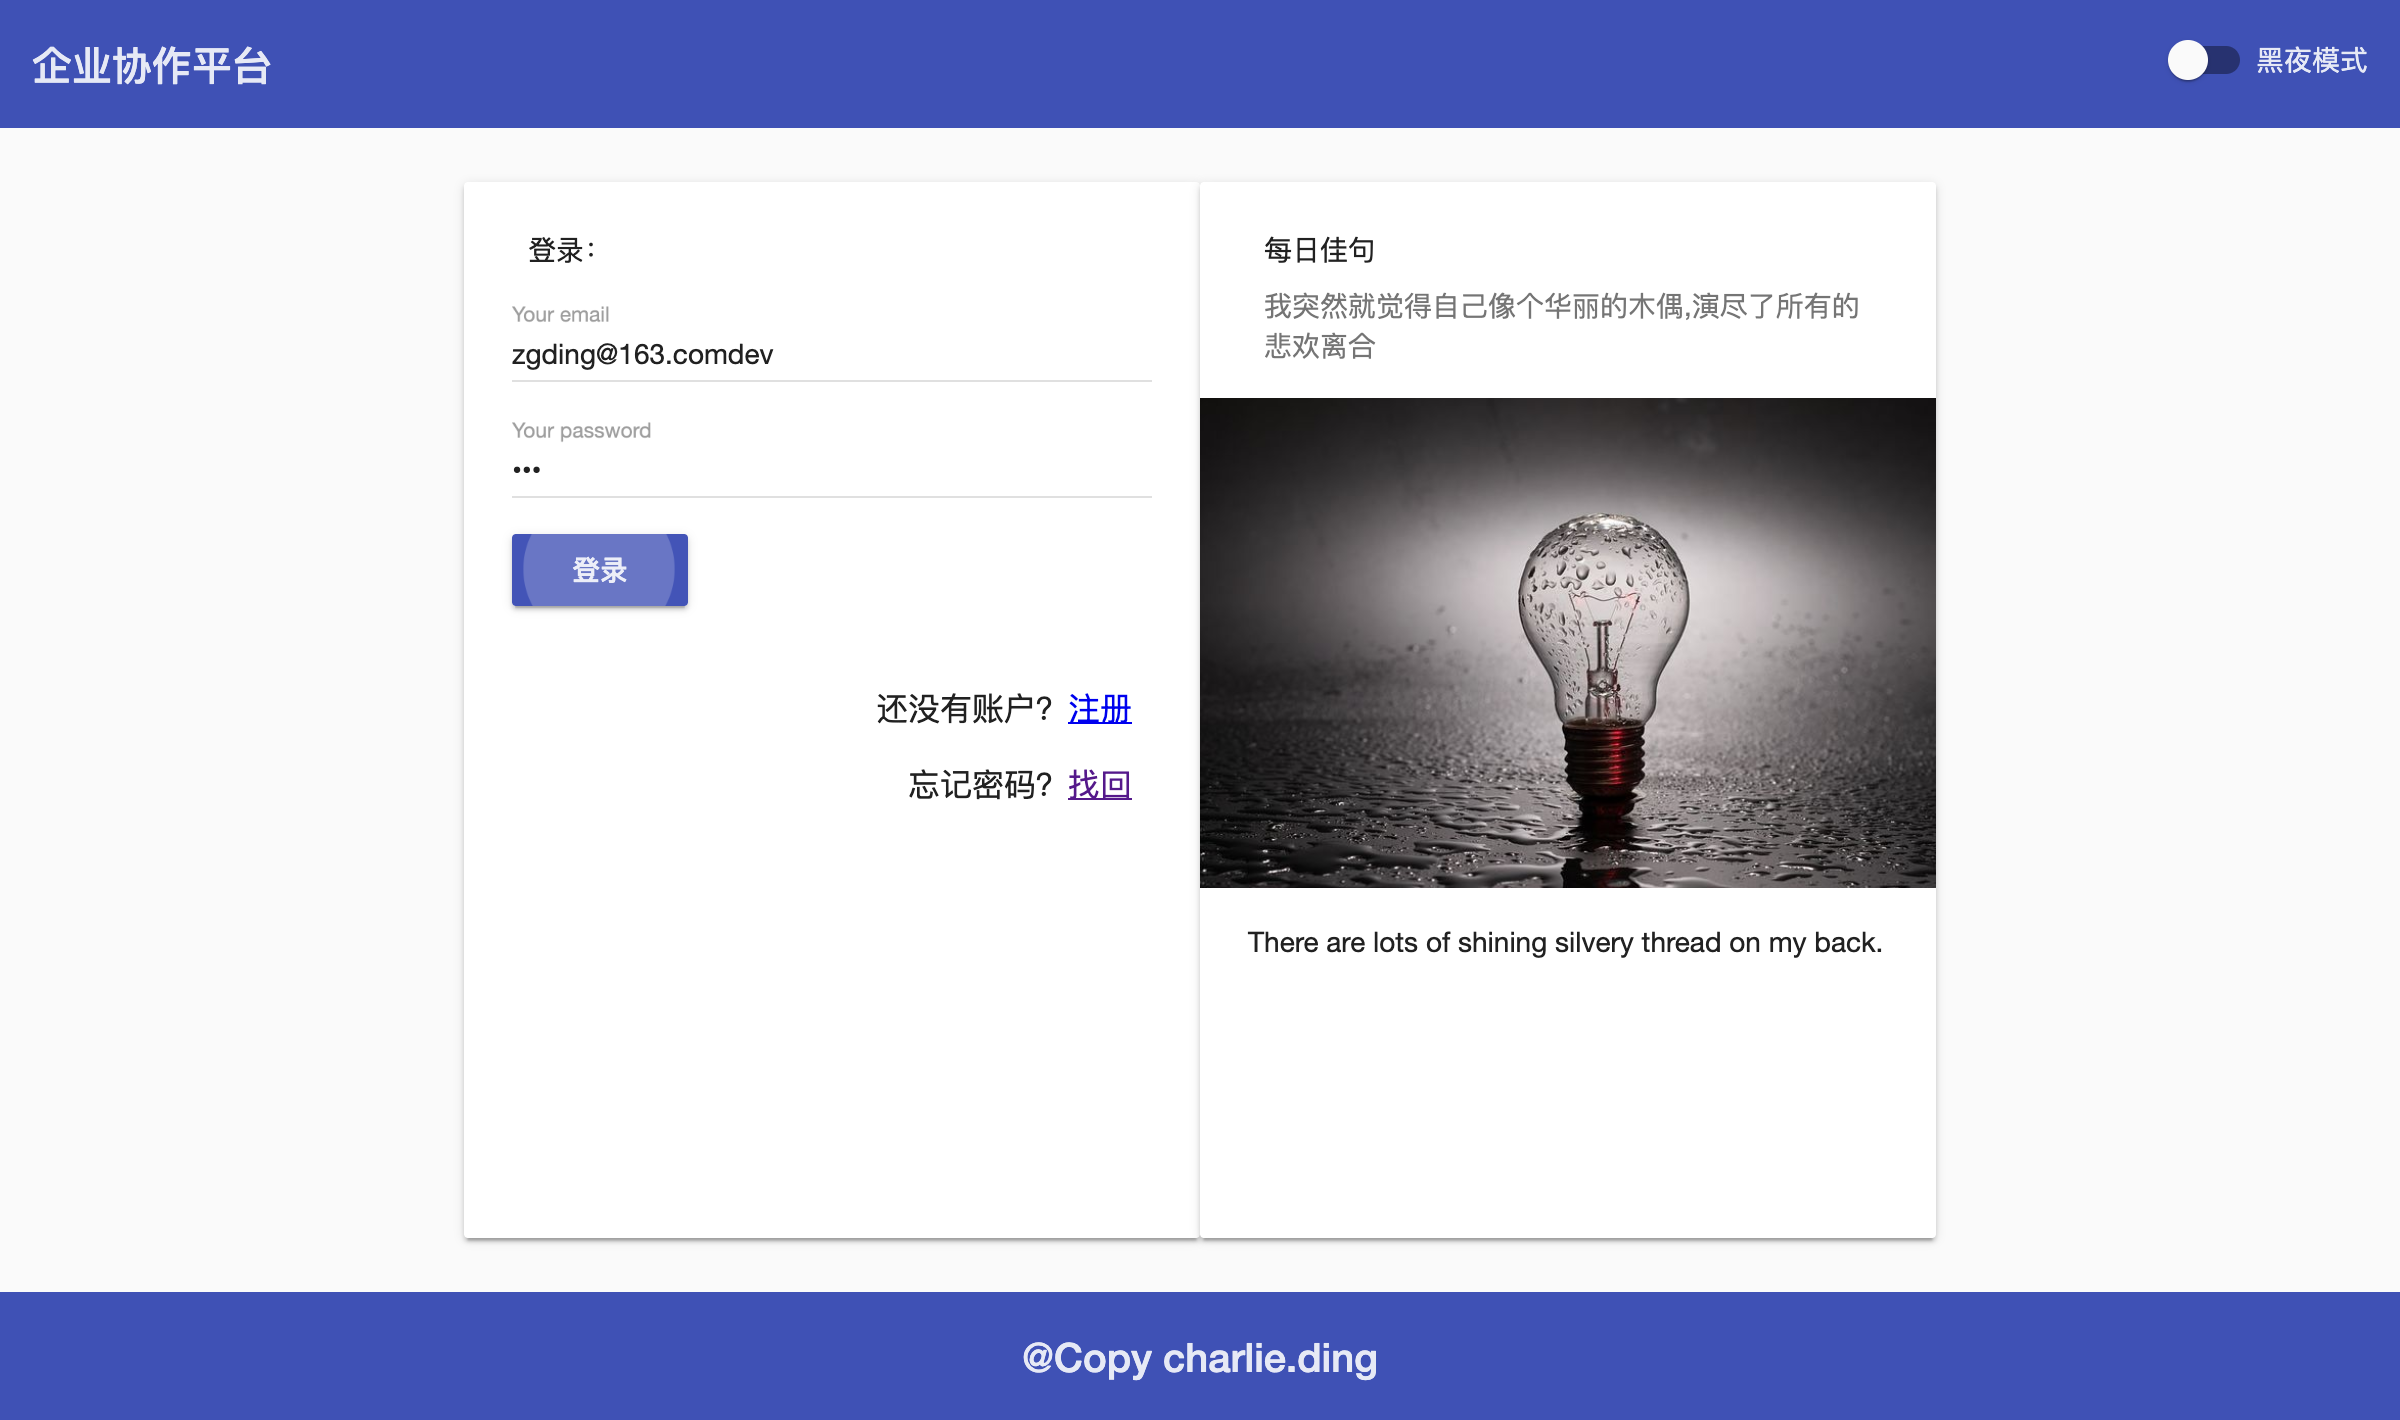 企业协作平台
黑夜模式
登录：
Your email
zgding@163.comdev
Your password
•••
登录
还没有账户？ 注册
忘记密码？ 找回
每日佳句
我突然就觉得自己像个华丽的木偶,演尽了所有的
悲欢离合
There are lots of shining silvery thread on my back.
@Copy charlie.ding